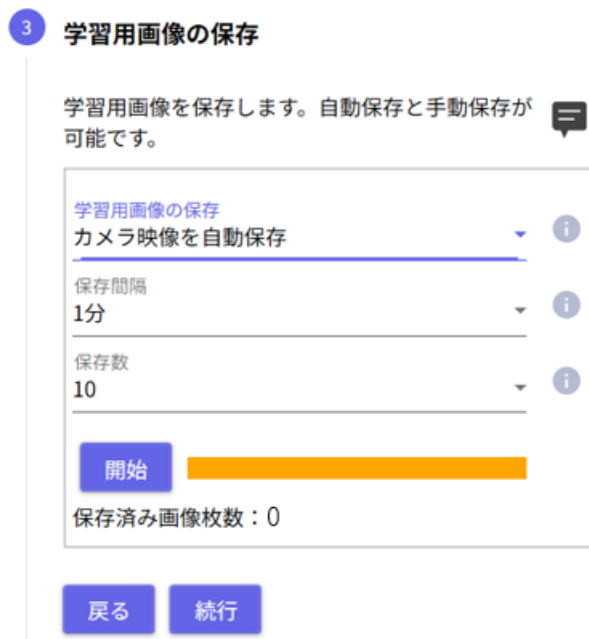 3 学習用画像の保存
学習用画像を保存します。自動保存と手動保存が
可能です。
学習用画像の保存
カメラ映像を自動保存
保存間隔
1分
保存数
10
開始
保存済み画像枚数：0
戻る 続行